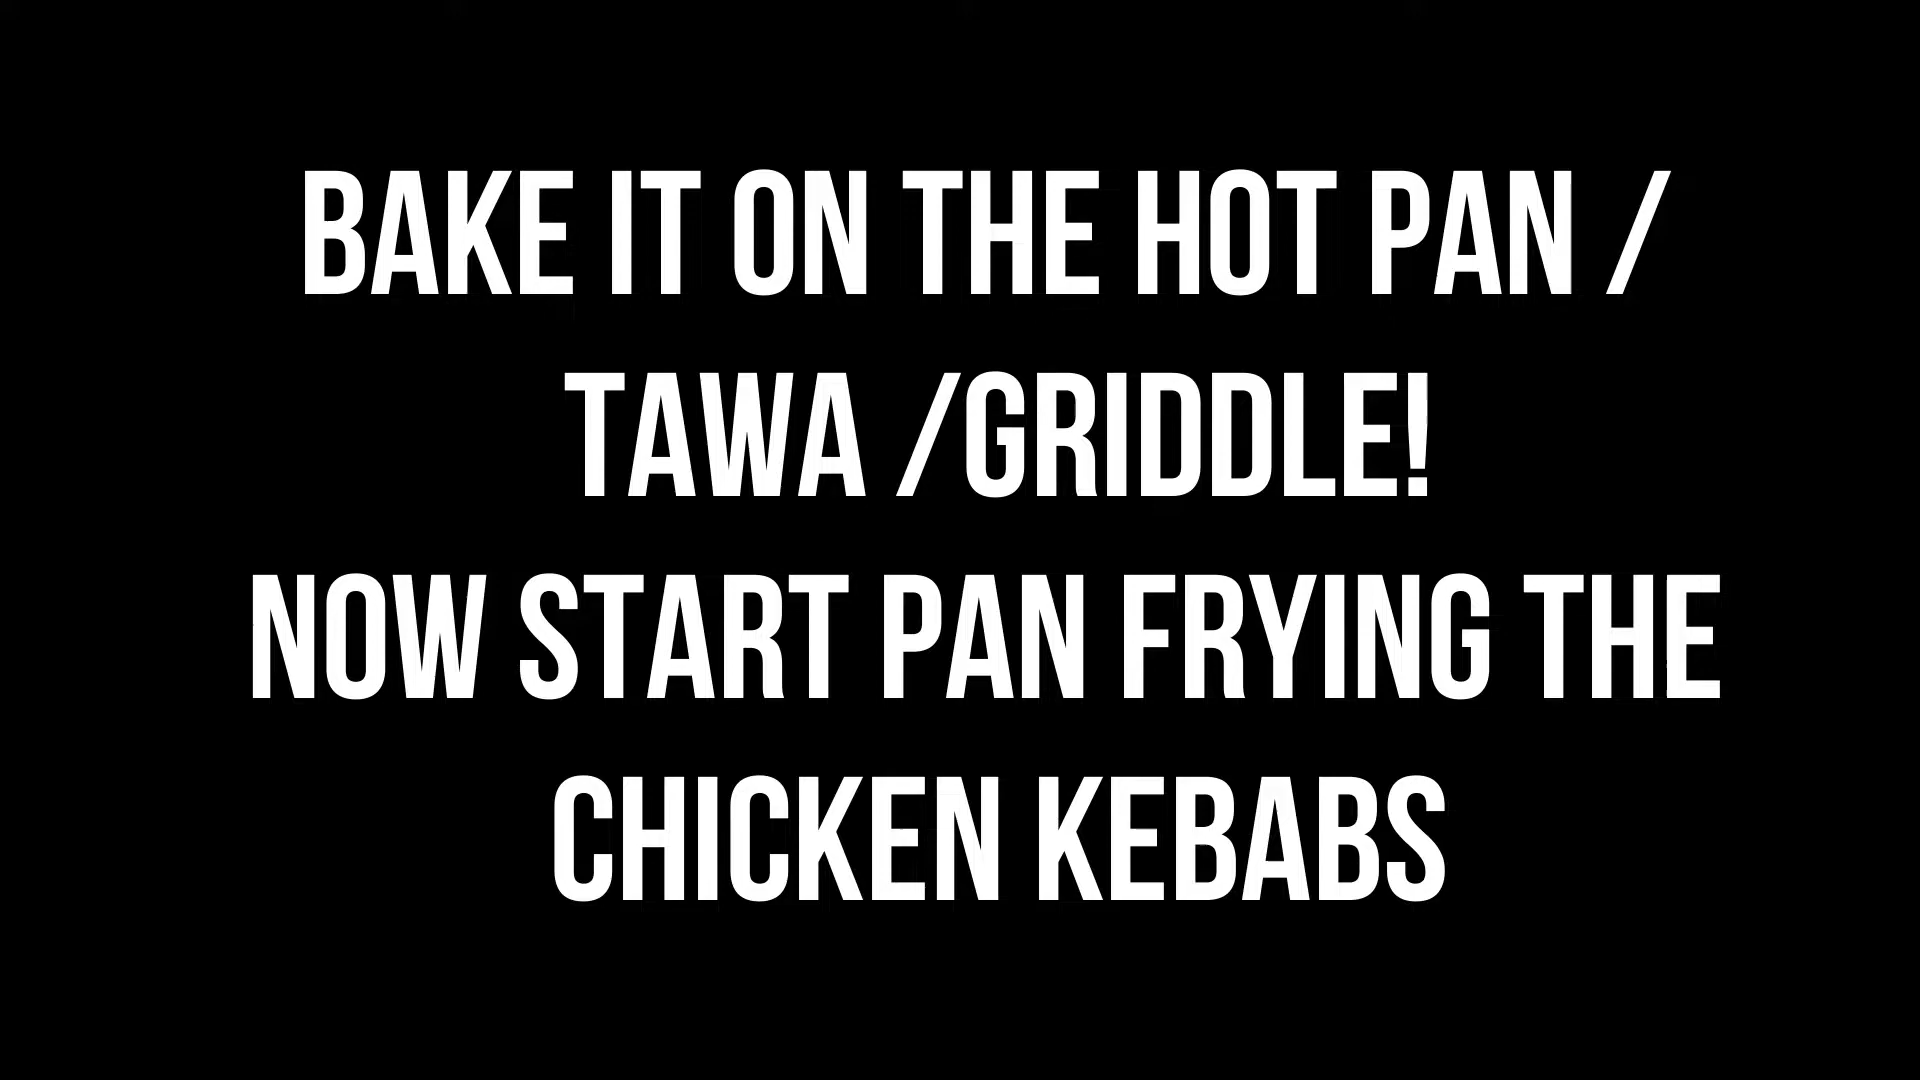 BAKE IT ON THE HOT PAN /
TAWA /GRIDDLE!
NOW START PAN FRYING THE
CHICKEN KEBABS